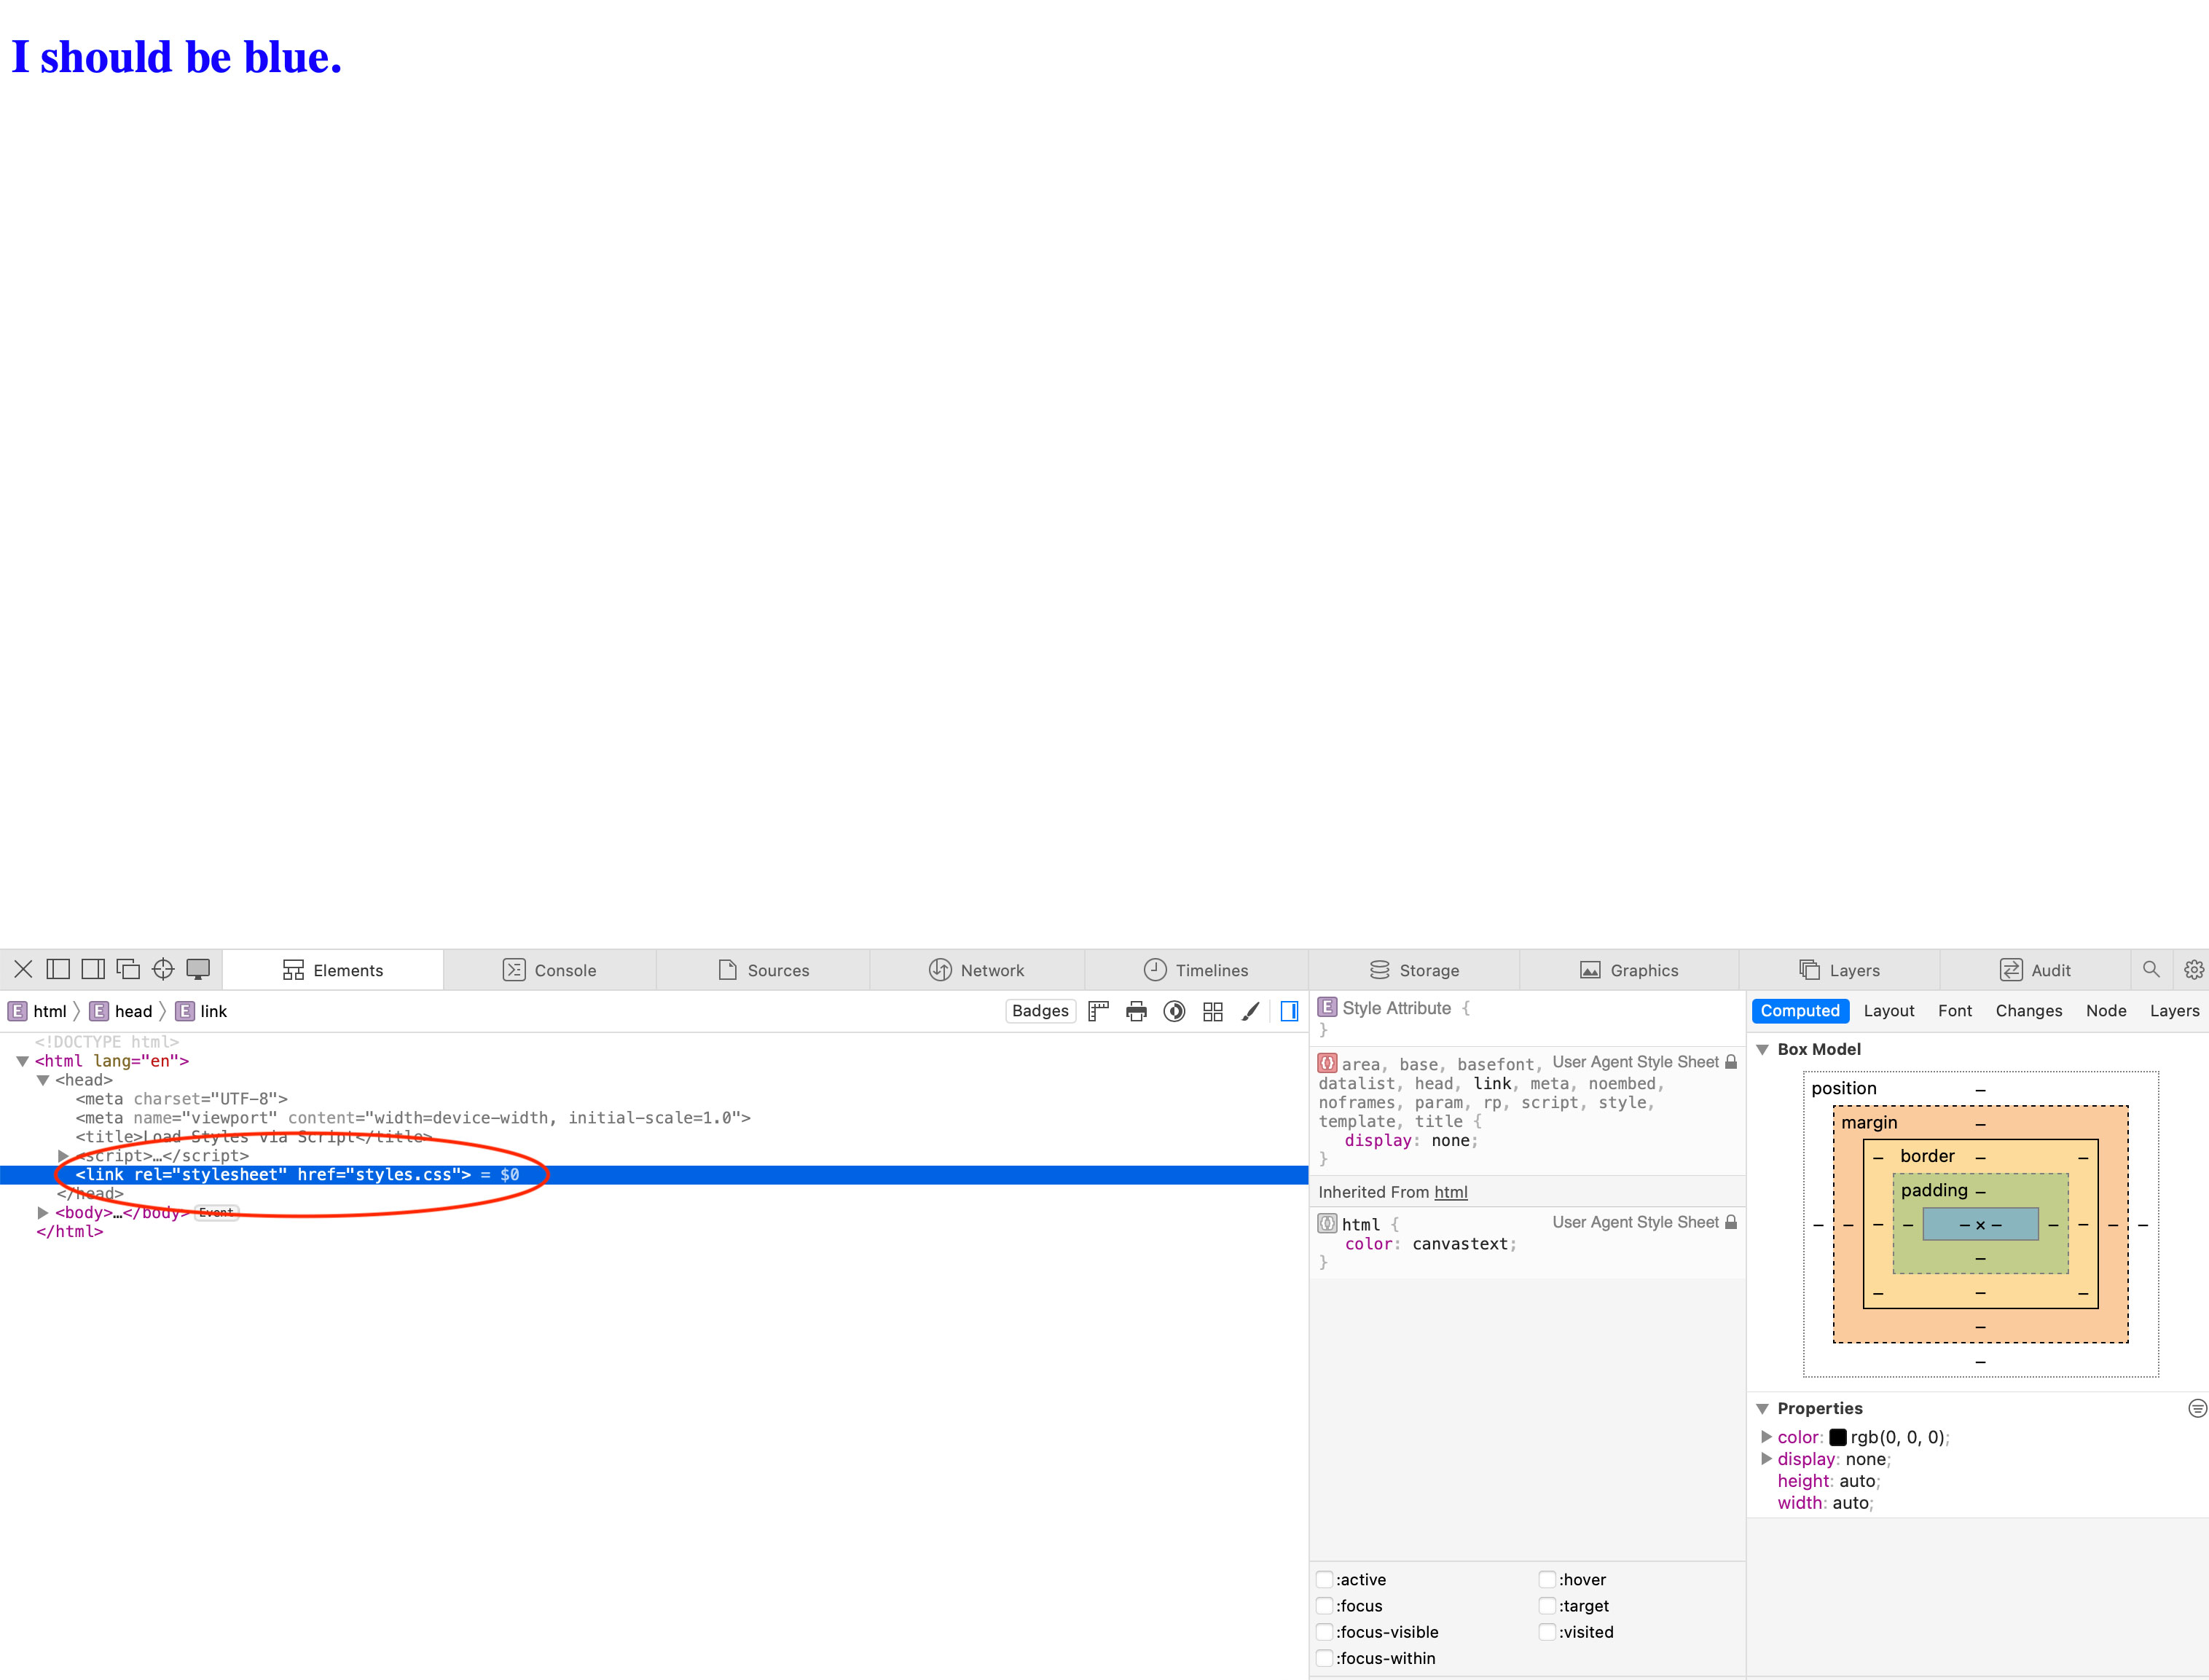 I should be blue.
Elements Console Sources Network Timelines Storage Graphics Layers Audit
E html E head E link Badges
<!DOCTYPE html>
<html lang="en">
<head>
<meta charset="UTF-8">
<meta name="viewport" content="width=device-width, initial-scale=1.0">
<title>Load Styles via Script</title>
<script>…</script>
<link rel="stylesheet" href="styles.css"> = $0
</head>
<body>…</body> Event
</html>
E Style Attribute {
}
area, base, basefont, User Agent Style Sheet
datalist, head, link, meta, noembed,
noframes, param, rp, script, style,
template, title {
display: none;
}
Inherited From html
html { User Agent Style Sheet
color: canvastext;
}
:active :hover
:focus :target
:focus-visible :visited
:focus-within
Computed Layout Font Changes Node Layers
Box Model
position –
margin –
– border – –
padding –
– – – – – × – – – – –
–
– – –
–
–
Properties
color: rgb(0, 0, 0);
display: none;
height: auto;
width: auto;